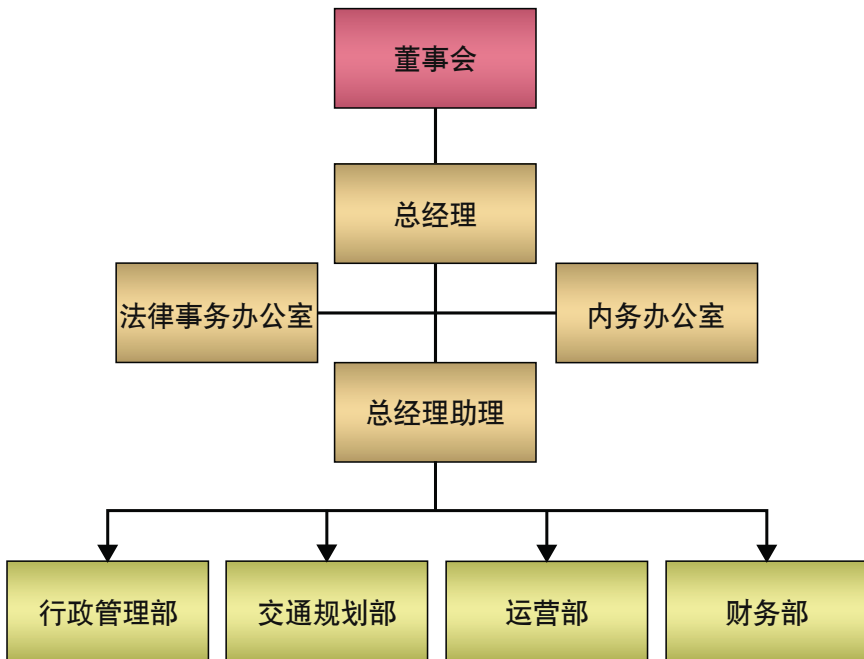 董事会
总经理
法律事务办公室
内务办公室
总经理助理
行政管理部
交通规划部
运营部
财务部